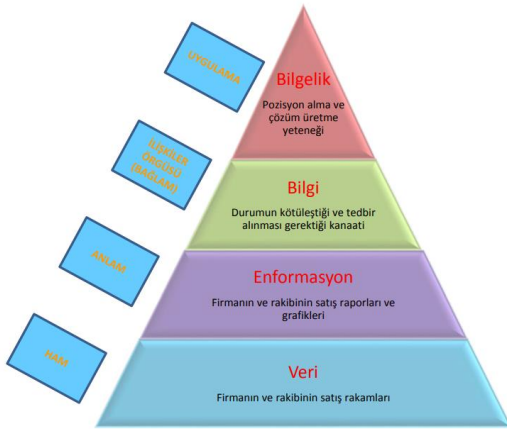 UYGULAMA
Bilgelik
Pozisyon alma ve
çözüm üretme
yeteneği
İLİŞKİLER
ÖRGÜSÜ
(BAĞLAM)
Bilgi
Durumun kötüleştiği ve tedbir
alınması gerektiği kanaati
ANLAM
Enformasyon
Firmanın ve rakibinin satış raporları ve
grafikleri
HAM
Veri
Firmanın ve rakibinin satış rakamları